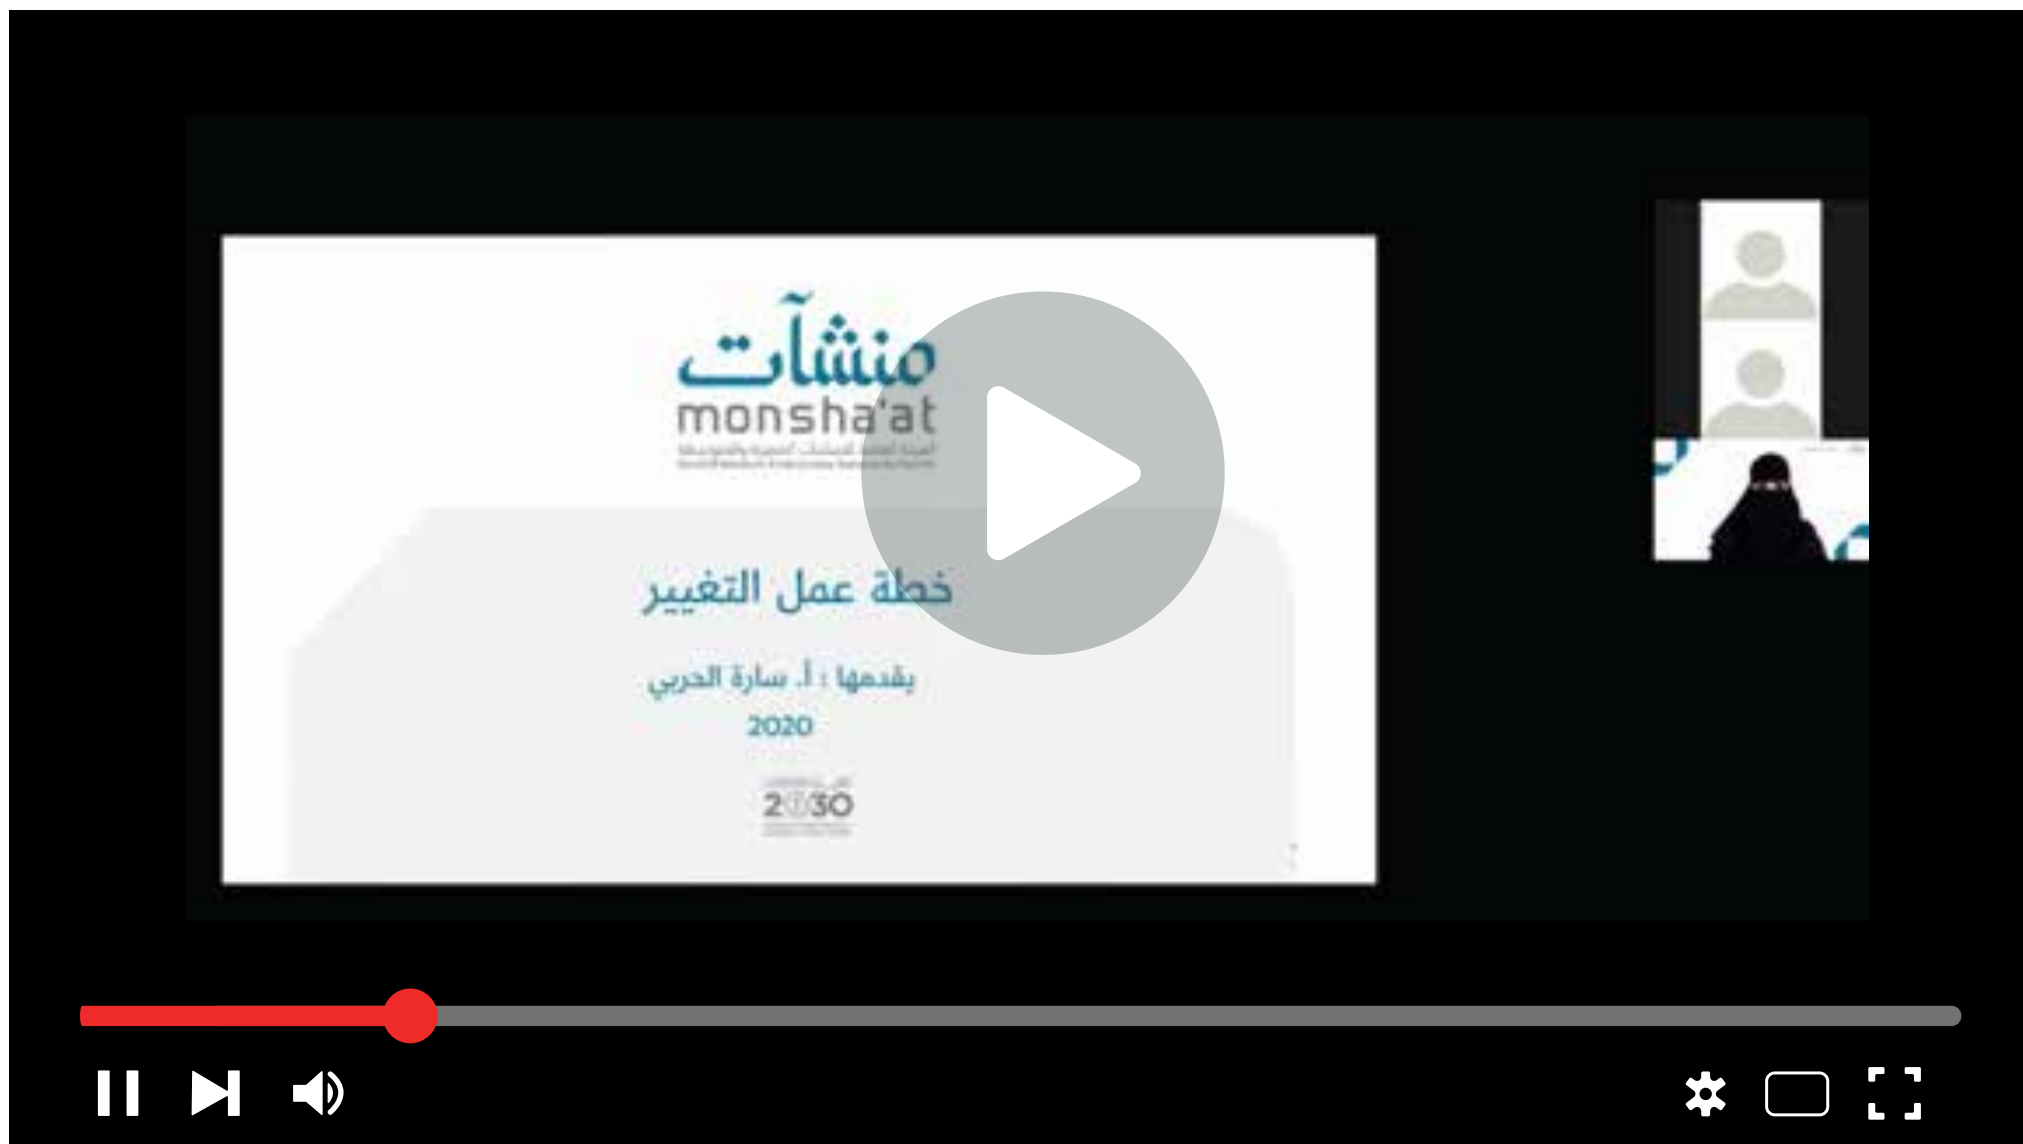 منشآت
monsha'at
خطة عمل التغيير
يقدمها : أ. سارة الحربي
2020
2030